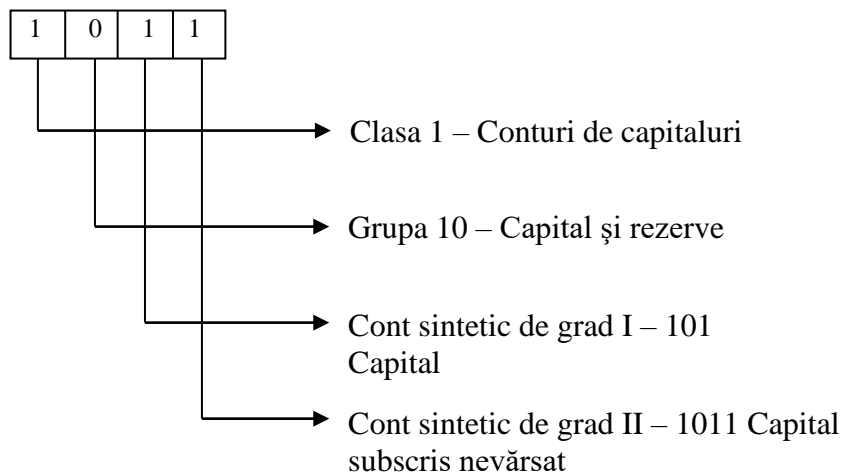 1 0 1 1
Clasa 1 – Conturi de capitaluri
Grupa 10 – Capital şi rezerve
Cont sintetic de grad I – 101
Capital
Cont sintetic de grad II – 1011 Capital
subscris nevărsat